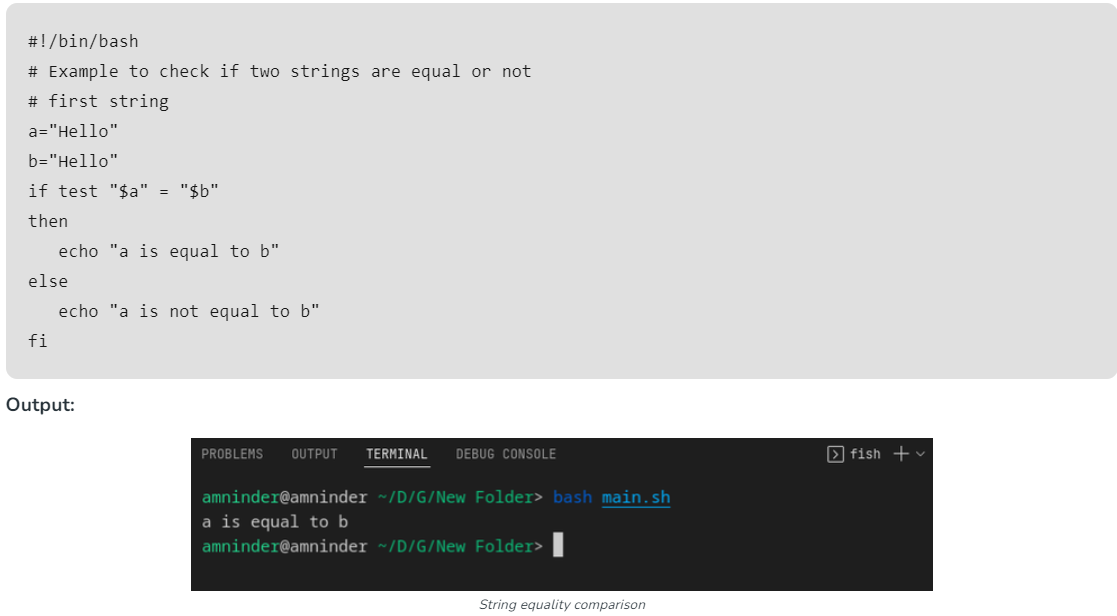 #!/bin/bash
# Example to check if two strings are equal or not
# first string
a="Hello"
b="Hello"
if test "$a" = "$b"
then
   echo "a is equal to b"
else
   echo "a is not equal to b"
fi
Output:
PROBLEMS OUTPUT TERMINAL DEBUG CONSOLE fish
amninder@amninder ~/D/G/New Folder> bash main.sh
a is equal to b
amninder@amninder ~/D/G/New Folder>
String equality comparison